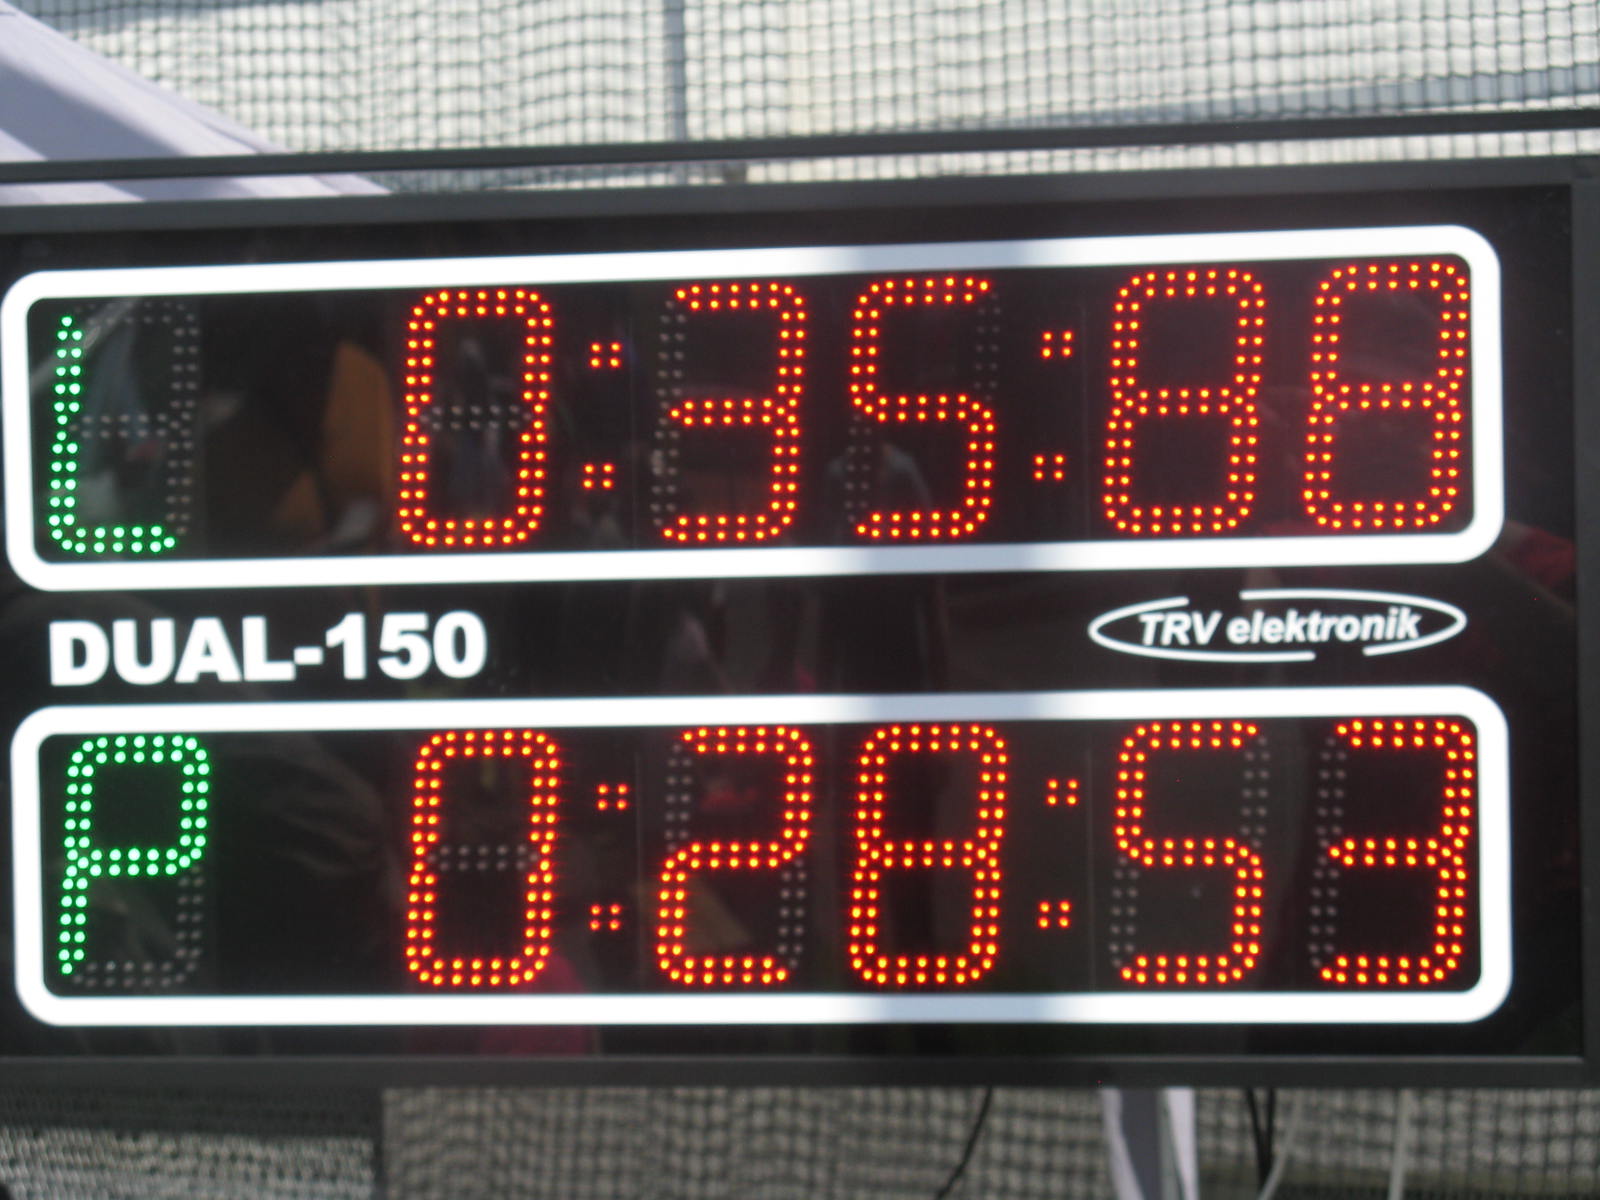 L 0:35:88
DUAL-150 TRV elektronik
P 0:28:53